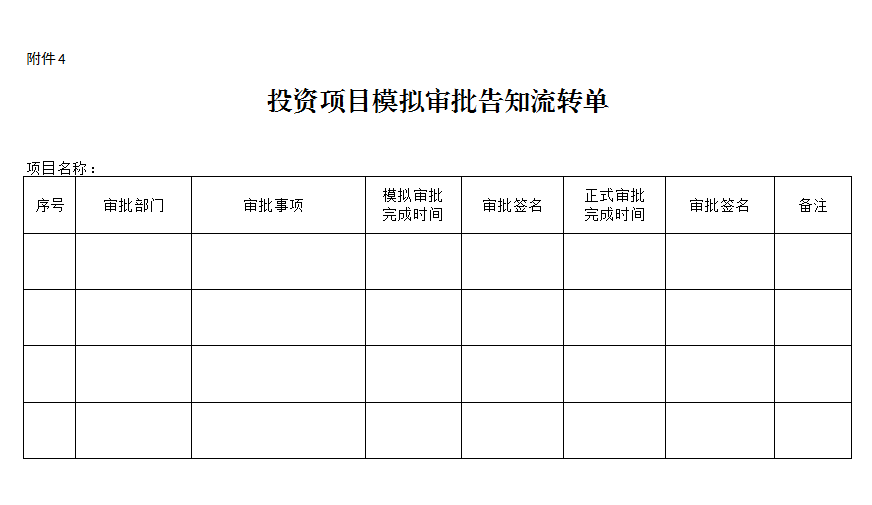 附件4
投资项目模拟审批告知流转单
项目名称：
序号
审批部门
审批事项
模拟审批
完成时间
审批签名
正式审批
完成时间
审批签名
备注